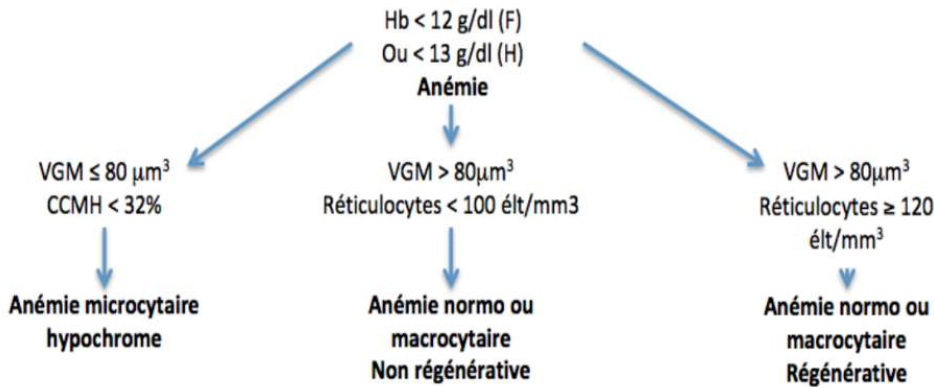 Hb < 12 g/dl (F)
Ou < 13 g/dl (H)
Anémie
VGM ≤ 80 μm³
CCMH < 32%
Anémie microcytaire
hypochrome
VGM > 80μm³
Réticulocytes < 100 élt/mm3
Anémie normo ou
macrocytaire
Non régénérative
VGM > 80μm³
Réticulocytes ≥ 120
élt/mm³
Anémie normo ou
macrocytaire
Régénérative